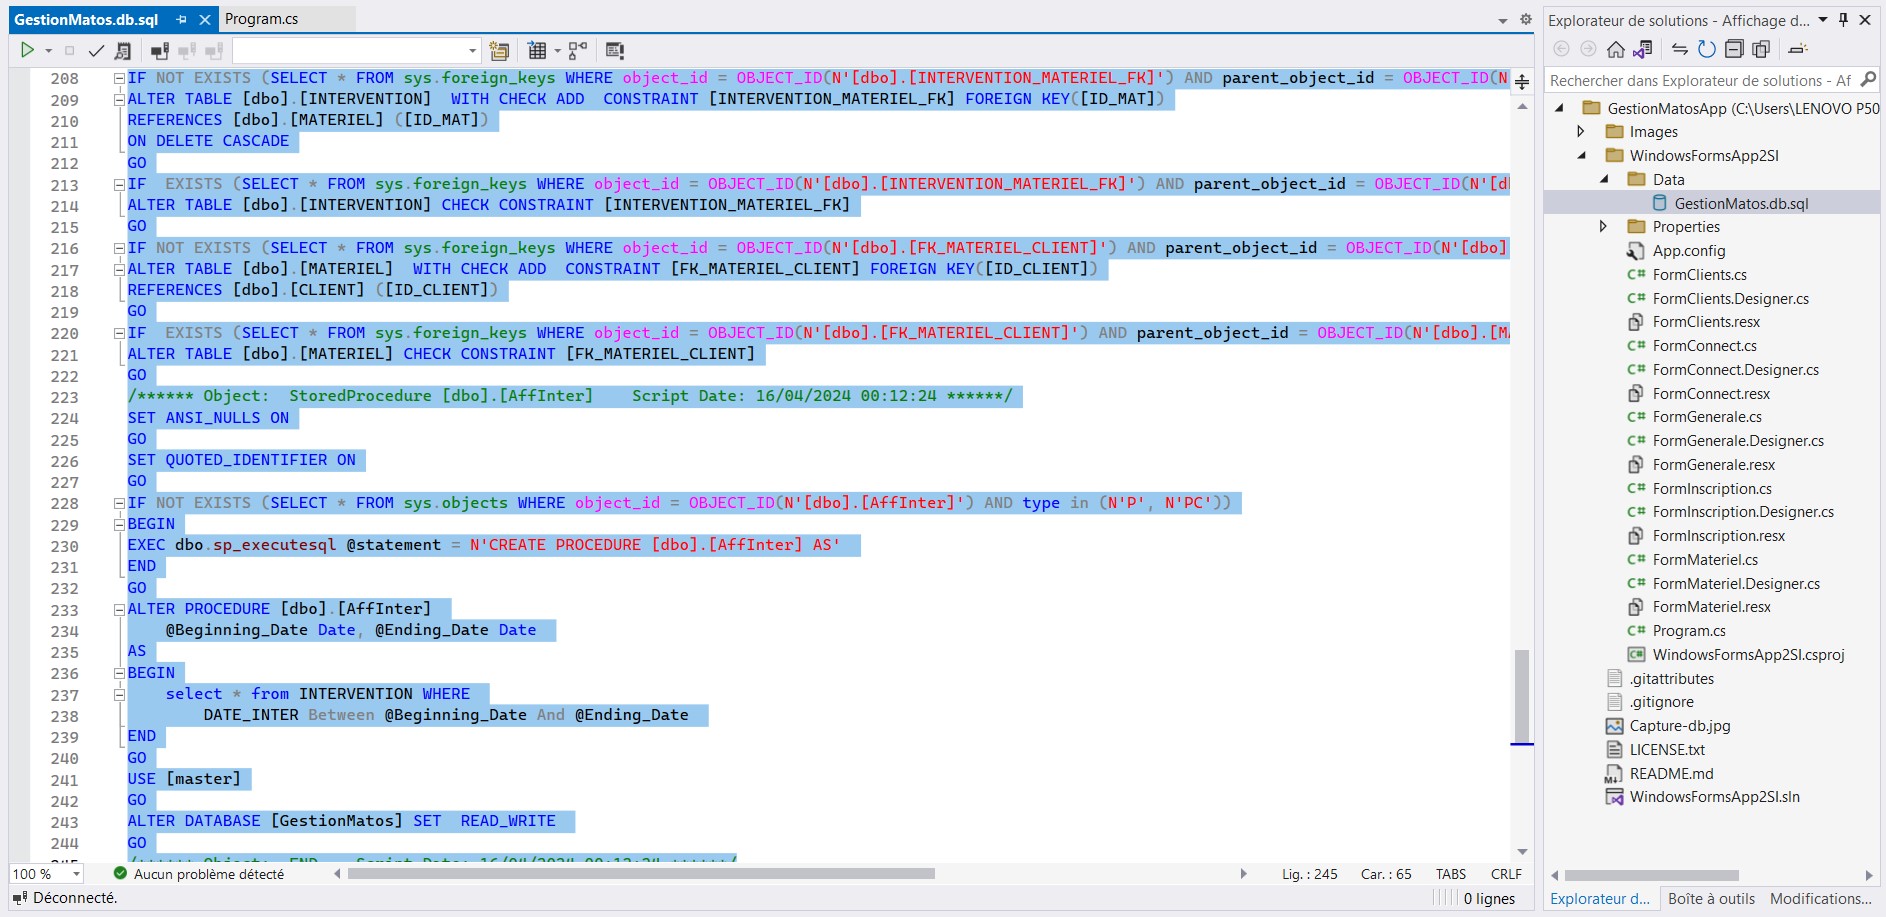 GestionMatos.db.sql
Program.cs
208 IF NOT EXISTS (SELECT * FROM sys.foreign_keys WHERE object_id = OBJECT_ID(N'[dbo].[INTERVENTION_MATERIEL_FK]') AND parent_object_id = OBJECT_ID(N
209 ALTER TABLE [dbo].[INTERVENTION]  WITH CHECK ADD  CONSTRAINT [INTERVENTION_MATERIEL_FK] FOREIGN KEY([ID_MAT])
210 REFERENCES [dbo].[MATERIEL] ([ID_MAT])
211 ON DELETE CASCADE
212 GO
213 IF  EXISTS (SELECT * FROM sys.foreign_keys WHERE object_id = OBJECT_ID(N'[dbo].[INTERVENTION_MATERIEL_FK]') AND parent_object_id = OBJECT_ID(N'[d
214 ALTER TABLE [dbo].[INTERVENTION] CHECK CONSTRAINT [INTERVENTION_MATERIEL_FK]
215 GO
216 IF NOT EXISTS (SELECT * FROM sys.foreign_keys WHERE object_id = OBJECT_ID(N'[dbo].[FK_MATERIEL_CLIENT]') AND parent_object_id = OBJECT_ID(N'[dbo]
217 ALTER TABLE [dbo].[MATERIEL]  WITH CHECK ADD  CONSTRAINT [FK_MATERIEL_CLIENT] FOREIGN KEY([ID_CLIENT])
218 REFERENCES [dbo].[CLIENT] ([ID_CLIENT])
219 GO
220 IF  EXISTS (SELECT * FROM sys.foreign_keys WHERE object_id = OBJECT_ID(N'[dbo].[FK_MATERIEL_CLIENT]') AND parent_object_id = OBJECT_ID(N'[dbo].[M
221 ALTER TABLE [dbo].[MATERIEL] CHECK CONSTRAINT [FK_MATERIEL_CLIENT]
222 GO
223 /****** Object:  StoredProcedure [dbo].[AffInter]    Script Date: 16/04/2024 00:12:24 ******/
224 SET ANSI_NULLS ON
225 GO
226 SET QUOTED_IDENTIFIER ON
227 GO
228 IF NOT EXISTS (SELECT * FROM sys.objects WHERE object_id = OBJECT_ID(N'[dbo].[AffInter]') AND type in (N'P', N'PC'))
229 BEGIN
230 EXEC dbo.sp_executesql @statement = N'CREATE PROCEDURE [dbo].[AffInter] AS'
231 END
232 GO
233 ALTER PROCEDURE [dbo].[AffInter]
234     @Beginning_Date Date, @Ending_Date Date
235 AS
236 BEGIN
237     select * from INTERVENTION WHERE
238         DATE_INTER Between @Beginning_Date And @Ending_Date
239 END
240 GO
241 USE [master]
242 GO
243 ALTER DATABASE [GestionMatos] SET  READ_WRITE
244 GO
245 /****** Object:  END    Script Date: 16/04/2024 00:12:24 ******/
100 %
Aucun problème détecté
Lig. : 245
Car. : 65
TABS
CRLF
Déconnecté.
0 lignes
Explorateur de solutions - Affichage d...
Rechercher dans Explorateur de solutions - Af
GestionMatosApp (C:\Users\LENOVO P50
Images
WindowsFormsApp2SI
Data
GestionMatos.db.sql
Properties
App.config
C# FormClients.cs
C# FormClients.Designer.cs
FormClients.resx
C# FormConnect.cs
C# FormConnect.Designer.cs
FormConnect.resx
C# FormGenerale.cs
C# FormGenerale.Designer.cs
FormGenerale.resx
C# FormInscription.cs
C# FormInscription.Designer.cs
FormInscription.resx
C# FormMateriel.cs
C# FormMateriel.Designer.cs
FormMateriel.resx
C# Program.cs
C# WindowsFormsApp2SI.csproj
.gitattributes
.gitignore
Capture-db.jpg
LICENSE.txt
README.md
WindowsFormsApp2SI.sln
Explorateur d...
Boîte à outils
Modifications...